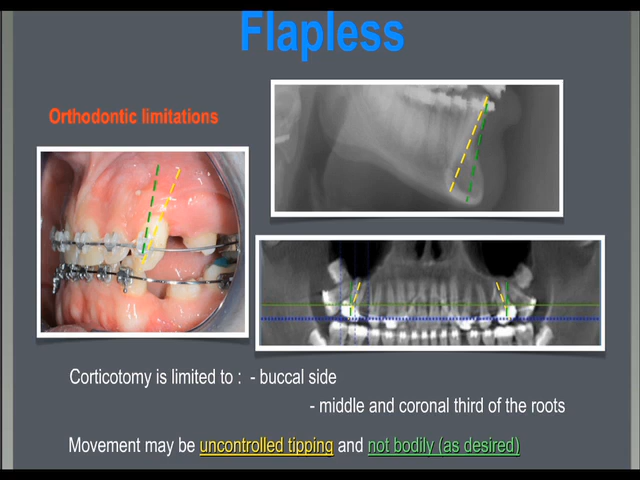 Flapless
Orthodontic limitations
Corticotomy is limited to : - buccal side
- middle and coronal third of the roots
Movement may be uncontrolled tipping and not bodily (as desired)